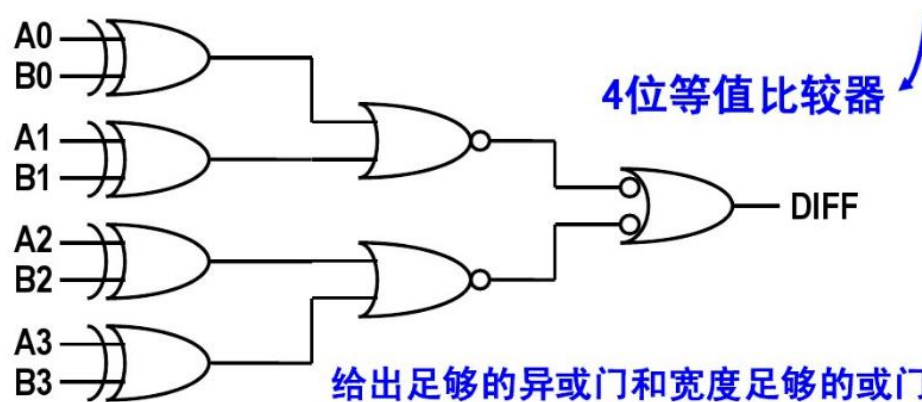 A0
B0
4位等值比较器
A1
B1
DIFF
A2
B2
A3
B3
给出足够的异或门和宽度足够的或门